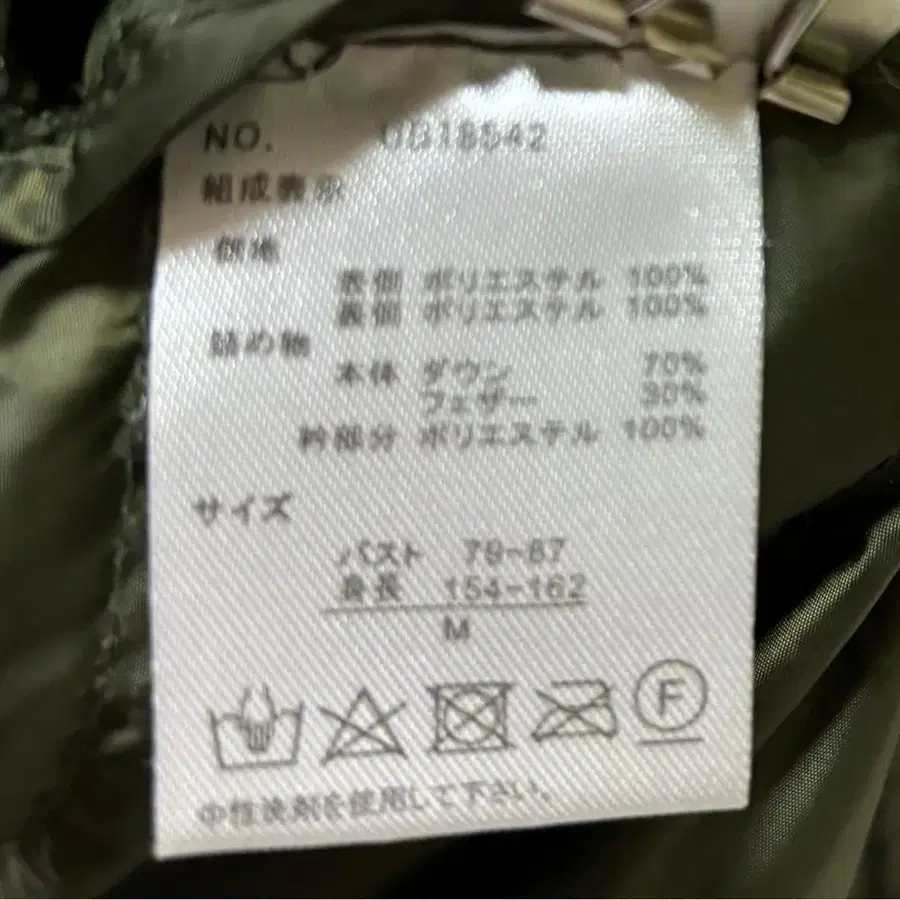 NO. UB18542
組成表示
側地
表側 ポリエステル 100%
裏側 ポリエステル 100%
詰め物
本体 ダウン 70%
フェザー 30%
衿部分 ポリエステル 100%
サイズ
バスト 79-87
身長 154-162
M
F
中性洗剤を使用して下さい。